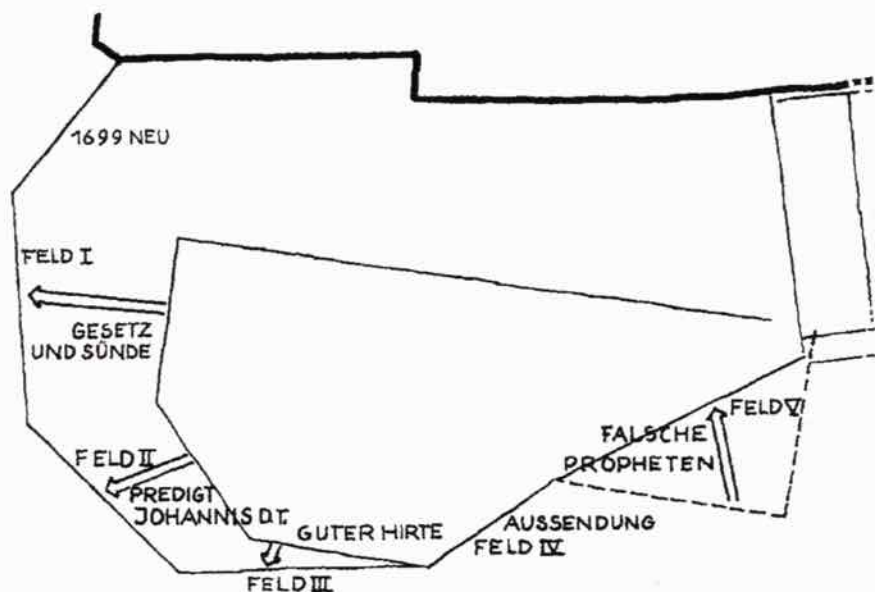 1699 NEU
FELD I
GESETZ
UND SÜNDE
FELD II
PREDIGT
JOHANNIS D.T.
GUTER HIRTE
FELD III
AUSSENDUNG
FELD IV
FELD V
FALSCHE
PROPHETEN